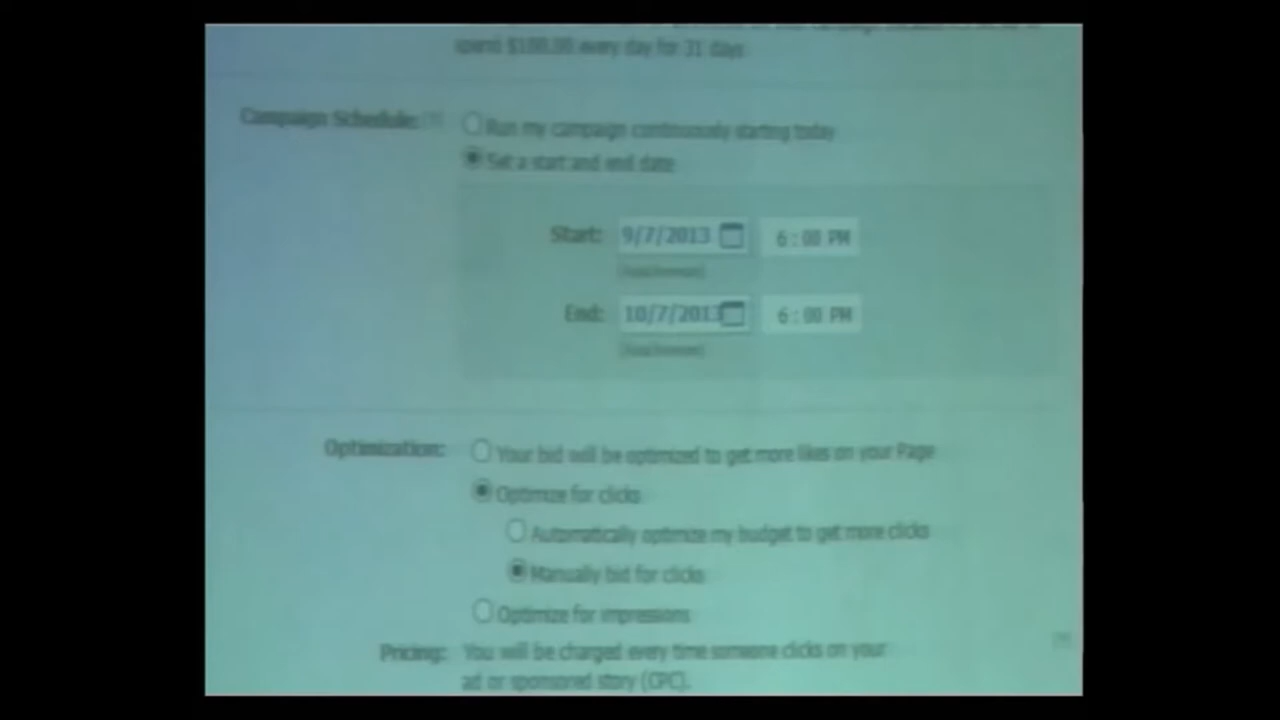 every day for 31 days
Campaign Schedule:
Run my campaign continuously starting today
Set a start and end date
Start: 9/7/2013 6:00 PM
End: 10/7/2013 6:00 PM
Optimization:
Your bid will be optimized to get more likes on your Page
Optimize for clicks
Automatically optimize my budget to get more clicks
Manually bid for clicks
Optimize for impressions
Pricing: You will be charged every time someone clicks on your
ad or sponsored story (CPC).